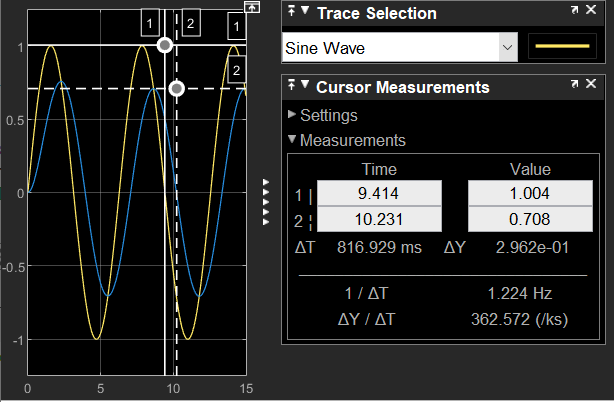 1
2
1
2
1
0.5
0
-0.5
-1
0 5 10 15
Trace Selection
Sine Wave
Cursor Measurements
Settings
Measurements
Time Value
1 | 9.414 1.004
2 ¦ 10.231 0.708
ΔT 816.929 ms ΔY 2.962e-01
1 / ΔT 1.224 Hz
ΔY / ΔT 362.572 (/ks)